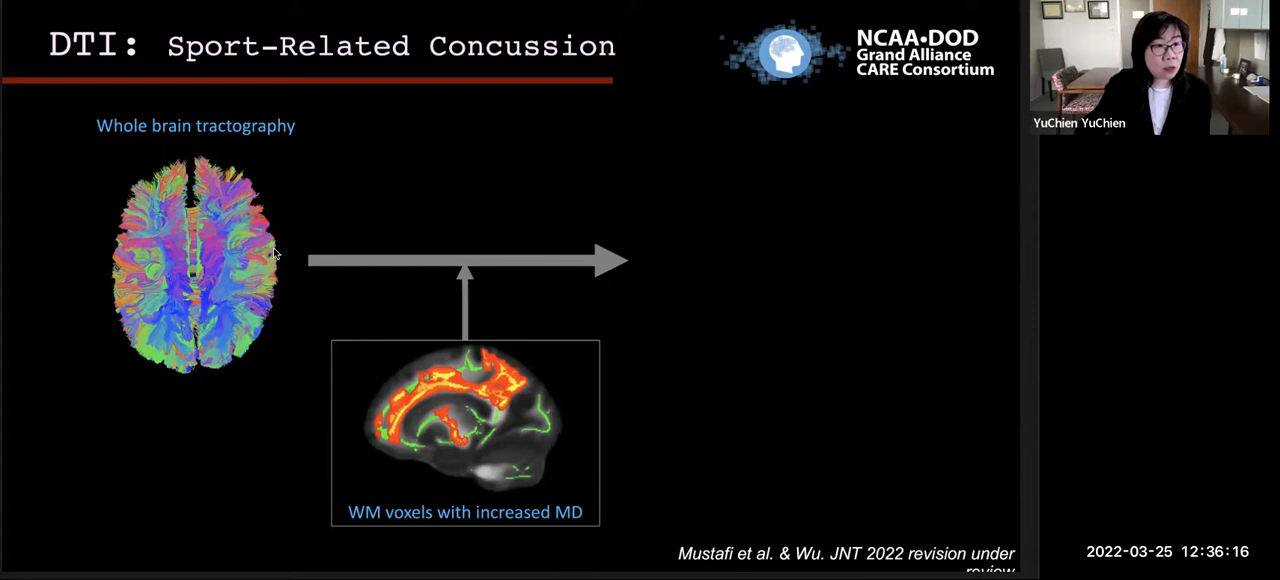 DTI: Sport-Related Concussion
NCAA•DOD
Grand Alliance
CARE Consortium
YuChien YuChien
Whole brain tractography
WM voxels with increased MD
Mustafi et al. & Wu. JNT 2022 revision under
review
2022-03-25 12:36:16